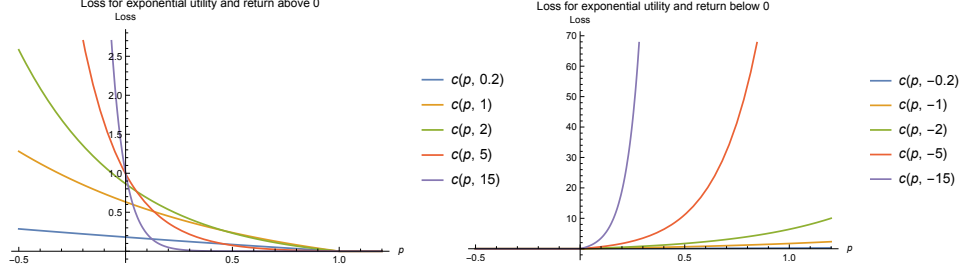 Loss for exponential utility and return above 0
Loss
2.5
2.0
1.5
1.0
0.5
-0.5
0.5
1.0
p
c(p, 0.2)
c(p, 1)
c(p, 2)
c(p, 5)
c(p, 15)
Loss for exponential utility and return below 0
Loss
70
60
50
40
30
20
10
-0.5
0.5
1.0
p
c(p, -0.2)
c(p, -1)
c(p, -2)
c(p, -5)
c(p, -15)